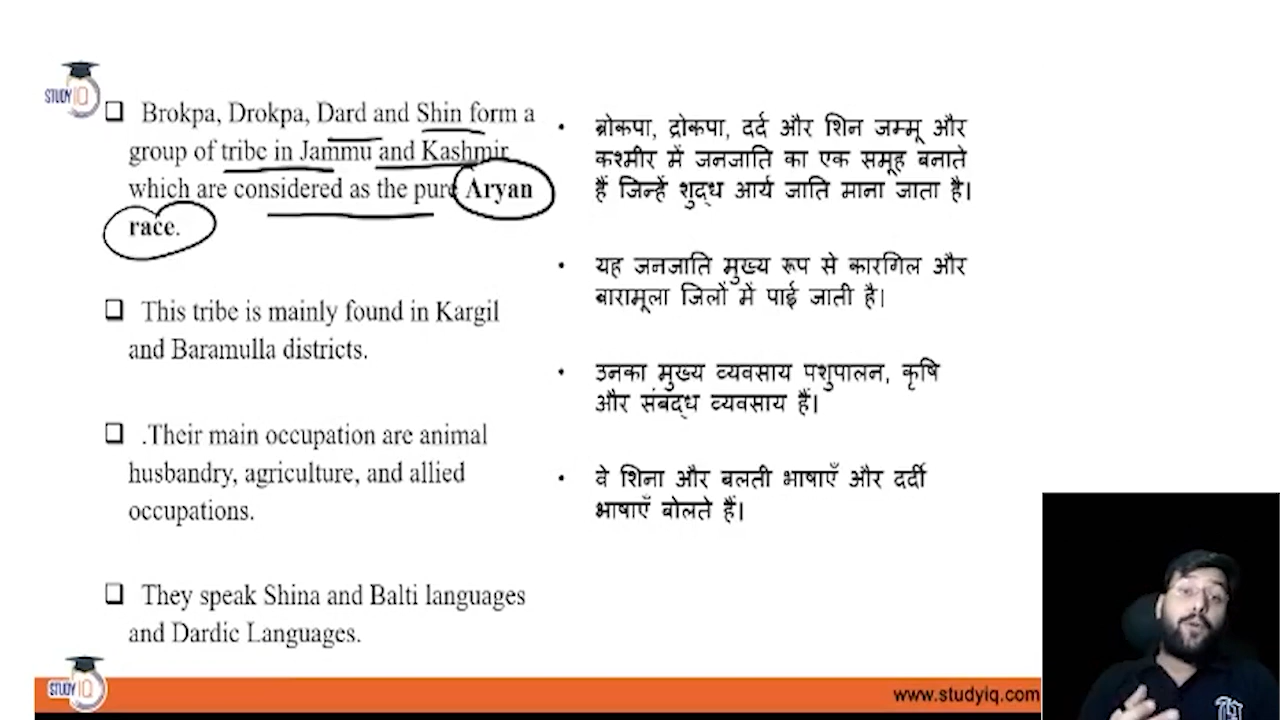 STUDY IQ
Brokpa, Drokpa, Dard and Shin form a
group of tribe in Jammu and Kashmir
which are considered as the pure Aryan
race.
This tribe is mainly found in Kargil
and Baramulla districts.
.Their main occupation are animal
husbandry, agriculture, and allied
occupations.
They speak Shina and Balti languages
and Dardic Languages.
• ब्रोकपा, द्रोकपा, दर्द और शिन जम्मू और
कश्मीर में जनजाति का एक समूह बनाते
हैं जिन्हें शुद्ध आर्य जाति माना जाता है।
• यह जनजाति मुख्य रूप से कारगिल और
बारामूला जिलों में पाई जाती है|
• उनका मुख्य व्यवसाय पशुपालन, कृषि
और संबद्ध व्यवसाय हैं।
• वे शिना और बलती भाषाएँ और दर्दी
भाषाएँ बोलते हैं।
STUDY IQ
www.studyiq.com